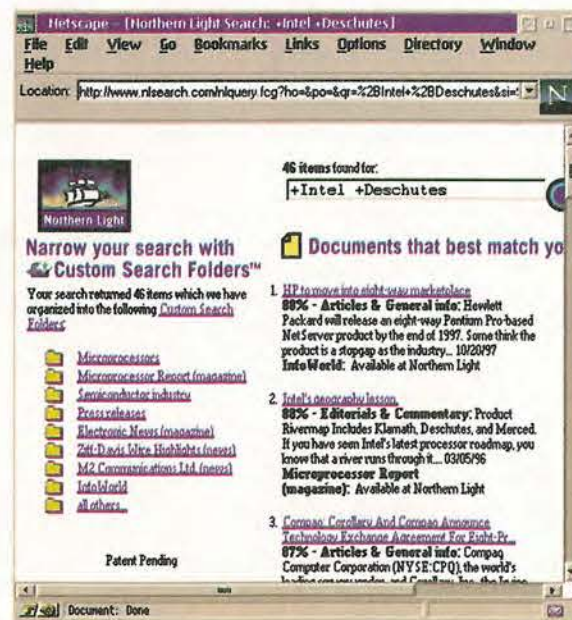 Netscape - [Northern Light Search: +Intel +Deschutes]
File Edit View Go Bookmarks Links Options Directory Window
Help
Location: http://www.nlsearch.com/nlquery.fcg?ho=&po=&qr=%2BIntel+%2BDeschutes&si=
N
Northern Light
Narrow your search with
Custom Search Folders™
Your search returned 46 items which we have
organized into the following Custom Search
Folders:
Microprocessors
Microprocessor Report (magazine)
Semiconductor industry
Press releases
Electronic News (magazine)
Ziff-Davis Wire Highlights (news)
M2 Communications Ltd. (news)
InfoWorld
all others...
Patent Pending
46 items found for:
+Intel +Deschutes
Documents that best match yo
1. HP to move into eight-way marketplace
88% - Articles & General info: Hewlett
Packard will release an eight-way Pentium Pro-based
NetServer product by the end of 1997. Some think the
product is a stopgap as the industry... 10/20/97
InfoWorld: Available at Northern Light
2. Intel's geography lesson.
88% - Editorials & Commentary: Product
Rivermap Includes Klamath, Deschutes, and Merced.
If you have seen Intel's latest processor roadmap, you
know that a river runs through it... 03/05/96
Microprocessor Report
(magazine): Available at Northern Light
3. Compaq: Corollary And Compaq Announce
Technology Exchange Agreement For Eight-Pr...
87% - Articles & General info: Compaq
Computer Corporation (NYSE:CPQ), the world's
leading server vendor, and Corollary, Inc., the Irvine
Document: Done